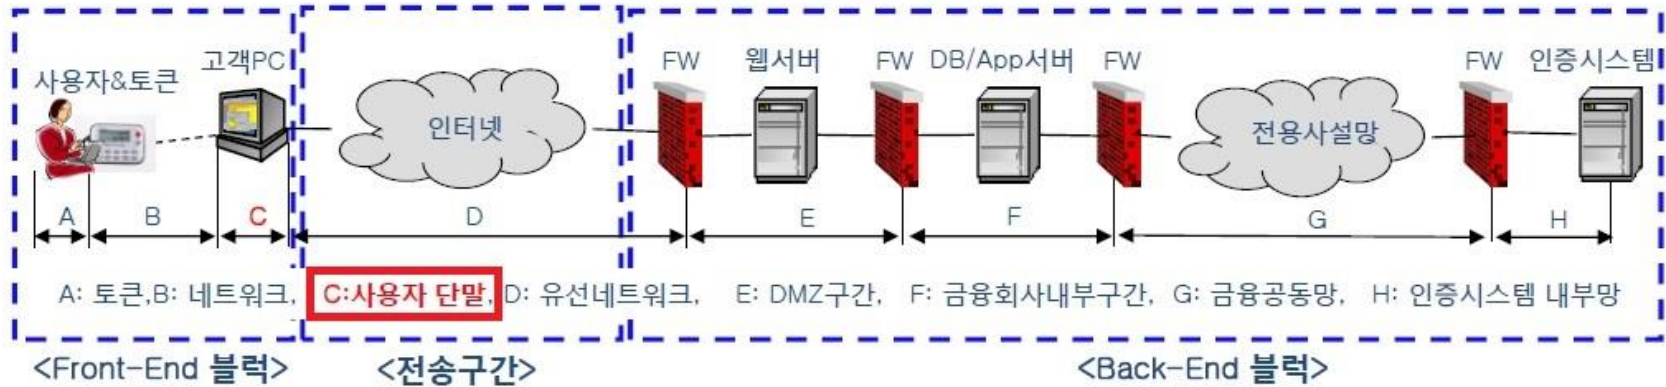 사용자&토큰 고객PC FW 웹서버 FW DB/App서버 FW FW 인증시스템
인터넷 전용사설망
A B C D E F G H
A: 토큰,B: 네트워크, C:사용자 단말, D: 유선네트워크, E: DMZ구간, F: 금융회사내부구간, G: 금융공동망, H: 인증시스템 내부망
<Front-End 블럭> <전송구간> <Back-End 블럭>